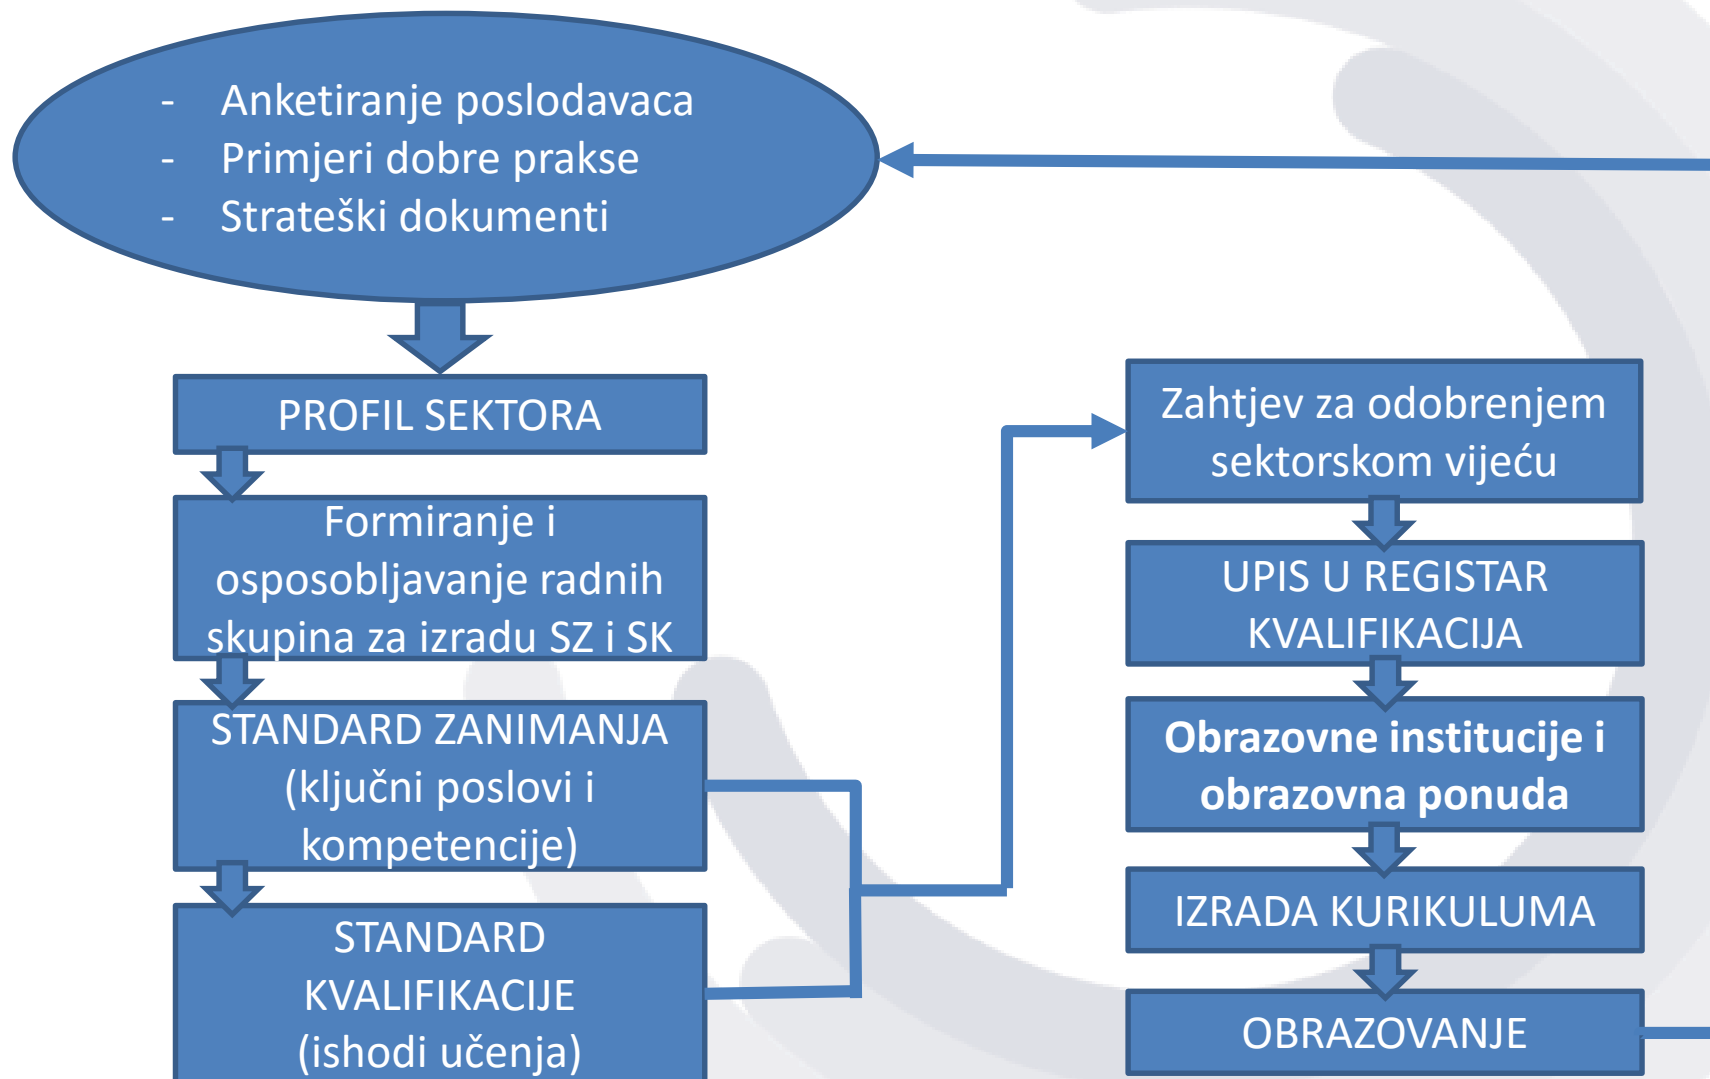 - Anketiranje poslodavaca
- Primjeri dobre prakse
- Strateški dokumenti
PROFIL SEKTORA
Formiranje i
osposobljavanje radnih
skupina za izradu SZ i SK
STANDARD ZANIMANJA
(ključni poslovi i
kompetencije)
STANDARD
KVALIFIKACIJE
(ishodi učenja)
Zahtjev za odobrenjem
sektorskom vijeću
UPIS U REGISTAR
KVALIFIKACIJA
Obrazovne institucije i
obrazovna ponuda
IZRADA KURIKULUMA
OBRAZOVANJE